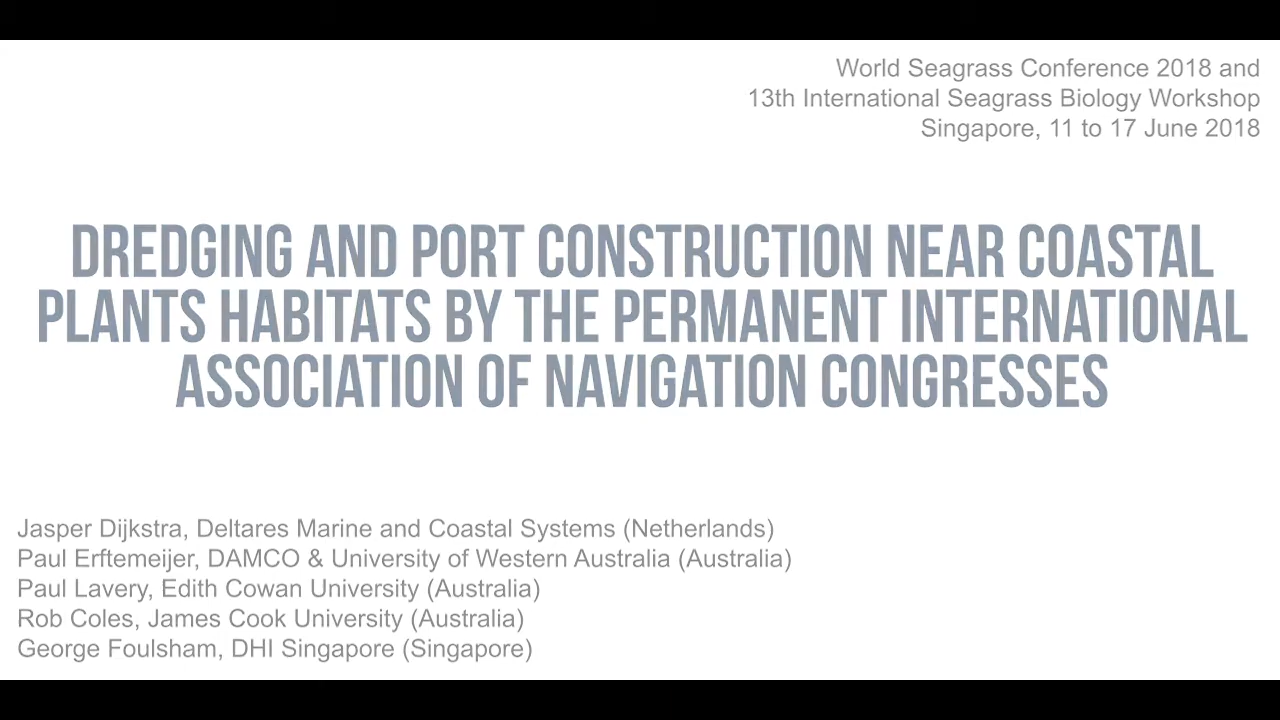 World Seagrass Conference 2018 and
13th International Seagrass Biology Workshop
Singapore, 11 to 17 June 2018
DREDGING AND PORT CONSTRUCTION NEAR COASTAL
PLANTS HABITATS BY THE PERMANENT INTERNATIONAL
ASSOCIATION OF NAVIGATION CONGRESSES
Jasper Dijkstra, Deltares Marine and Coastal Systems (Netherlands)
Paul Erftemeijer, DAMCO & University of Western Australia (Australia)
Paul Lavery, Edith Cowan University (Australia)
Rob Coles, James Cook University (Australia)
George Foulsham, DHI Singapore (Singapore)